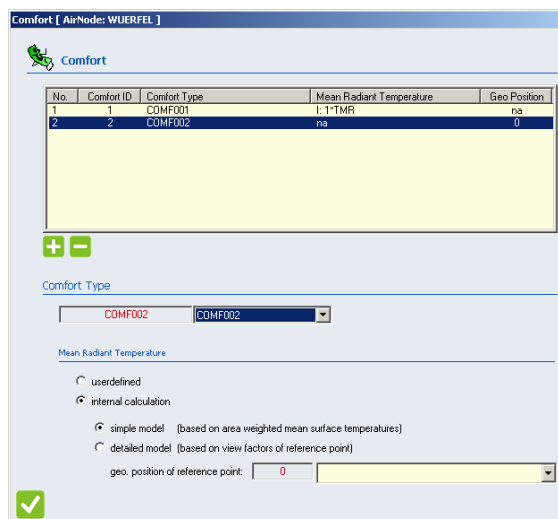 Comfort [ AirNode: WUERFEL ]
Comfort
No. Comfort ID Comfort Type Mean Radiant Temperature Geo Position
1 1 COMF001 I: 1*TMR na
2 2 COMF002 na 0
Comfort Type
COMF002 COMF002
Mean Radiant Temperature
userdefined
internal calculation
simple model (based on area weighted mean surface temperatures)
detailed model (based on view factors of reference point)
geo. position of reference point: 0